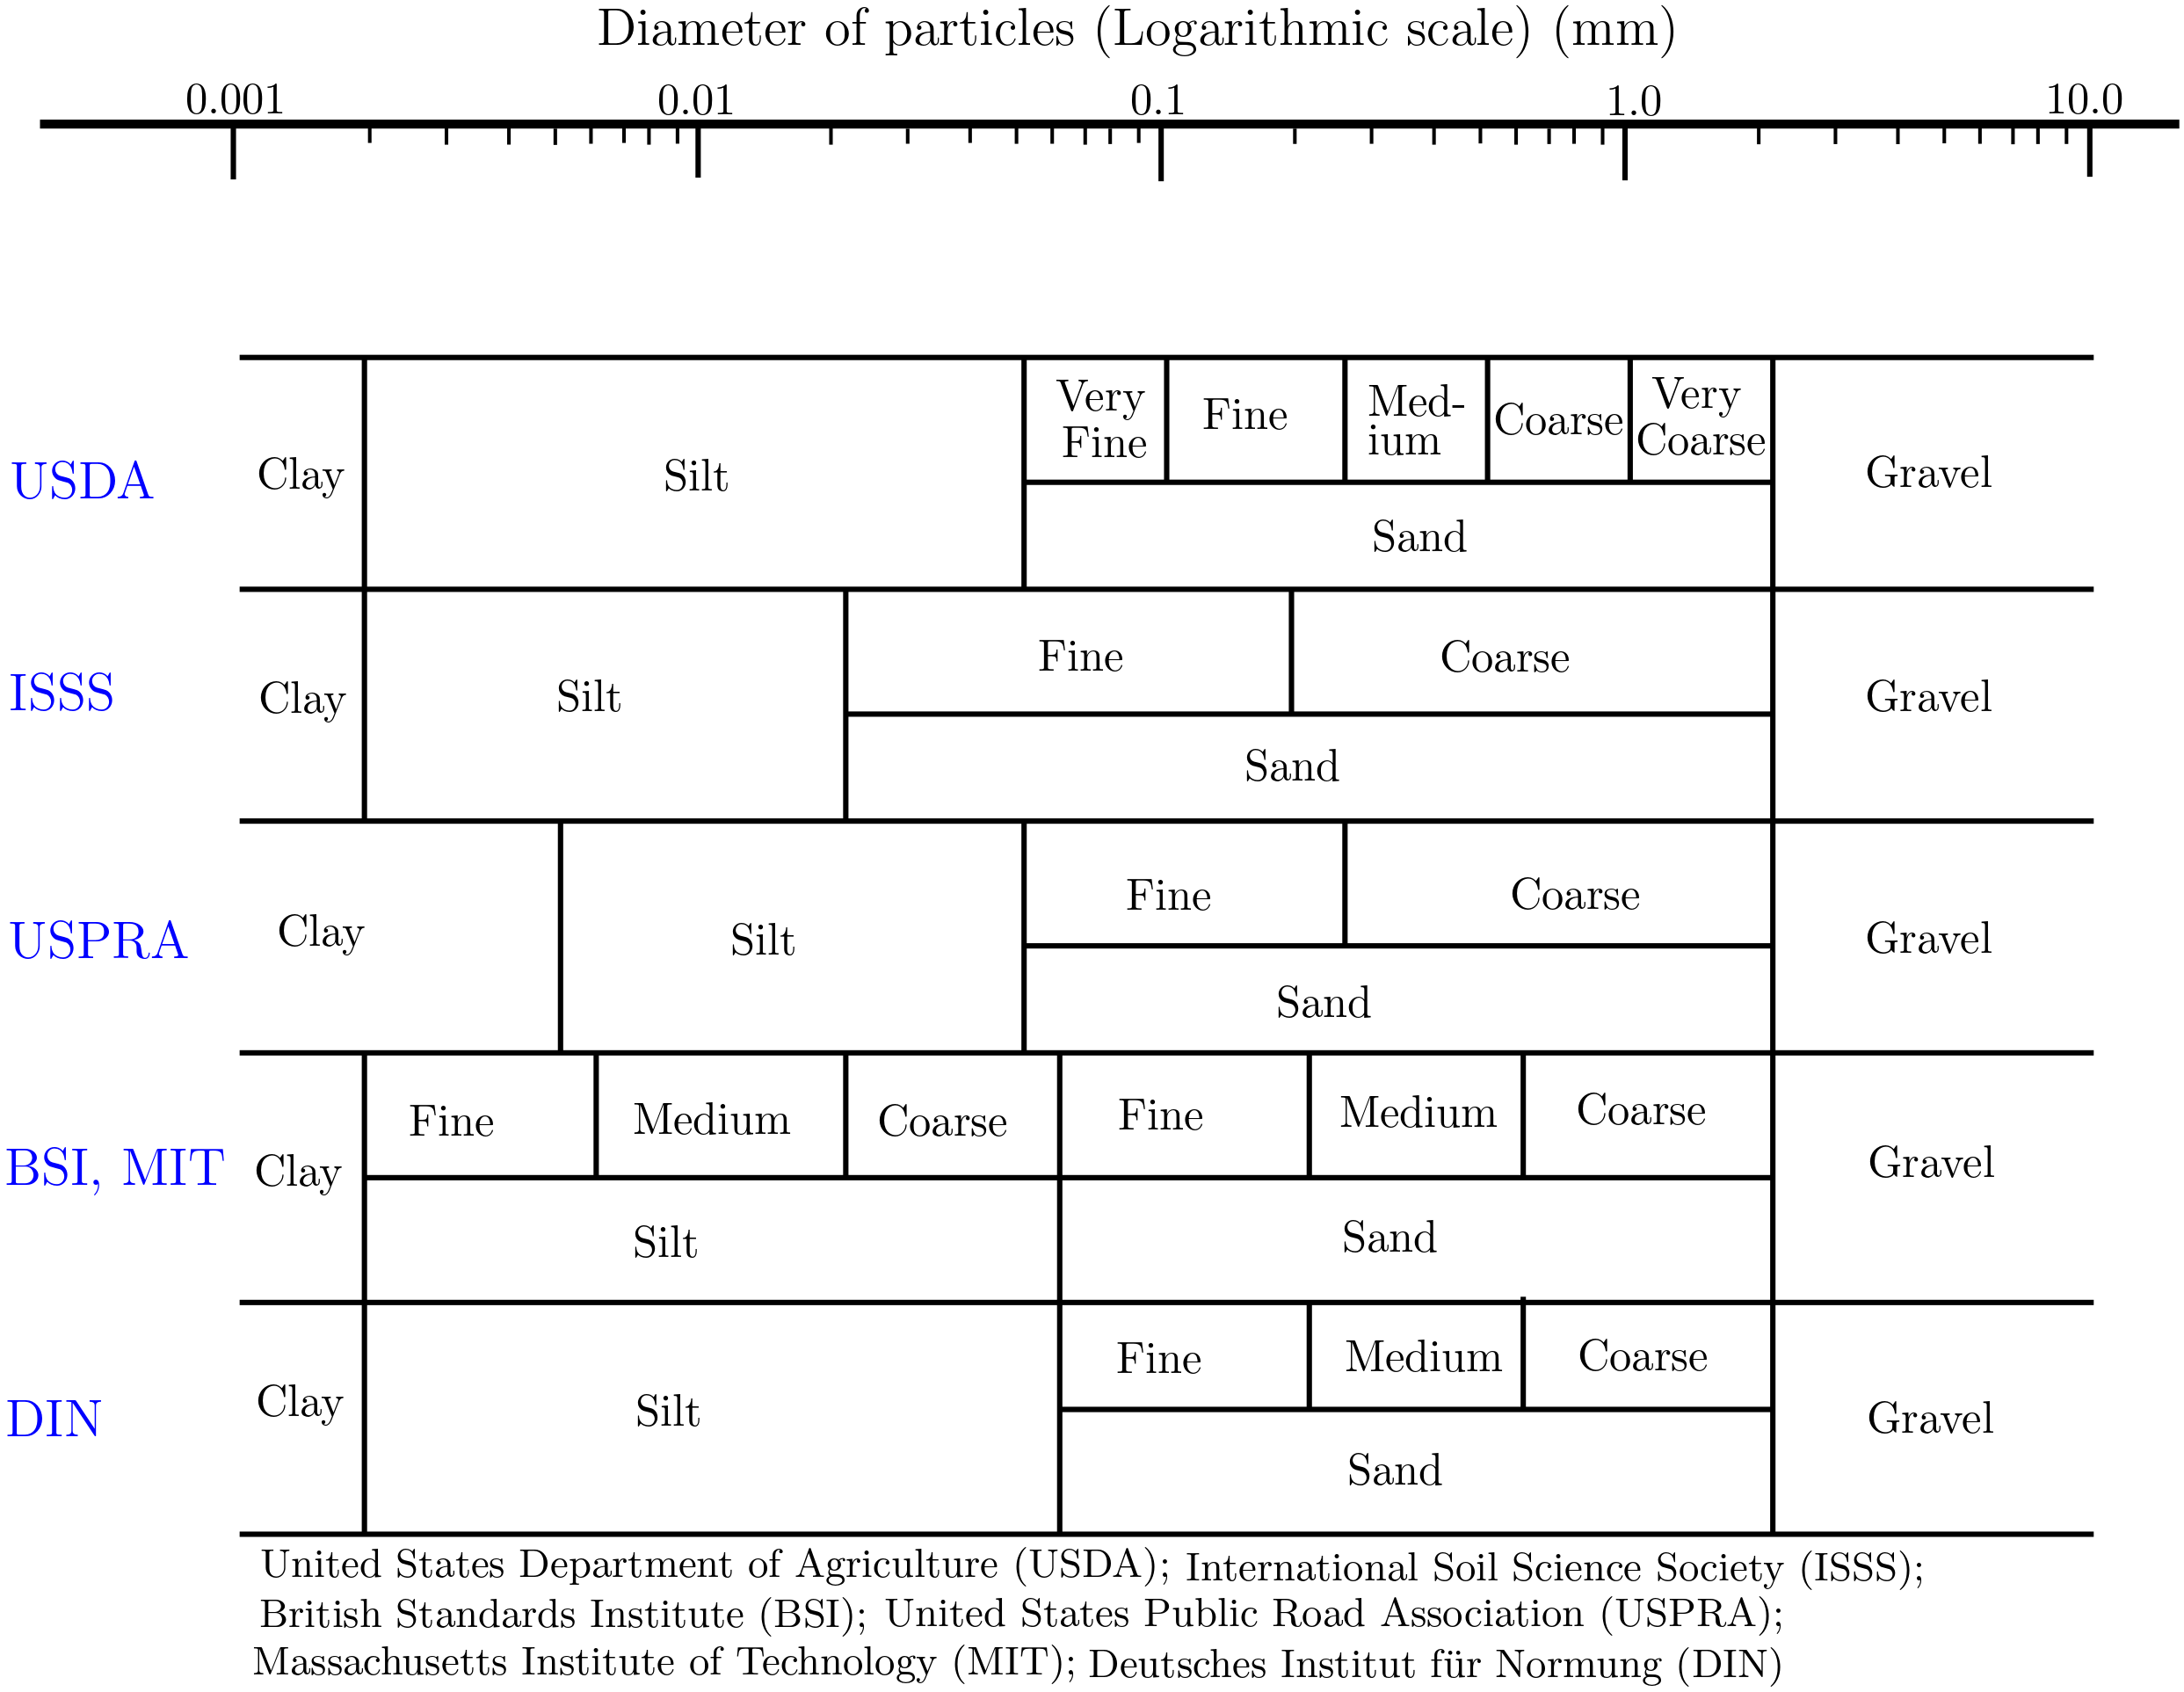 Diameter of particles (Logarithmic scale) (mm)
0.001 0.01 0.1 1.0 10.0
USDA
Clay
Silt
Very
Fine
Fine
Med-
ium
Coarse
Very
Coarse
Sand
Gravel
ISSS
Clay
Silt
Fine
Coarse
Sand
Gravel
USPRA
Clay
Silt
Fine
Coarse
Sand
Gravel
BSI, MIT
Clay
Fine
Medium
Coarse
Silt
Fine
Medium
Coarse
Sand
Gravel
DIN
Clay
Silt
Fine
Medium
Coarse
Sand
Gravel
United States Department of Agriculture (USDA); International Soil Science Society (ISSS);
British Standards Institute (BSI); United States Public Road Association (USPRA);
Massachusetts Institute of Technology (MIT); Deutsches Institut für Normung (DIN)